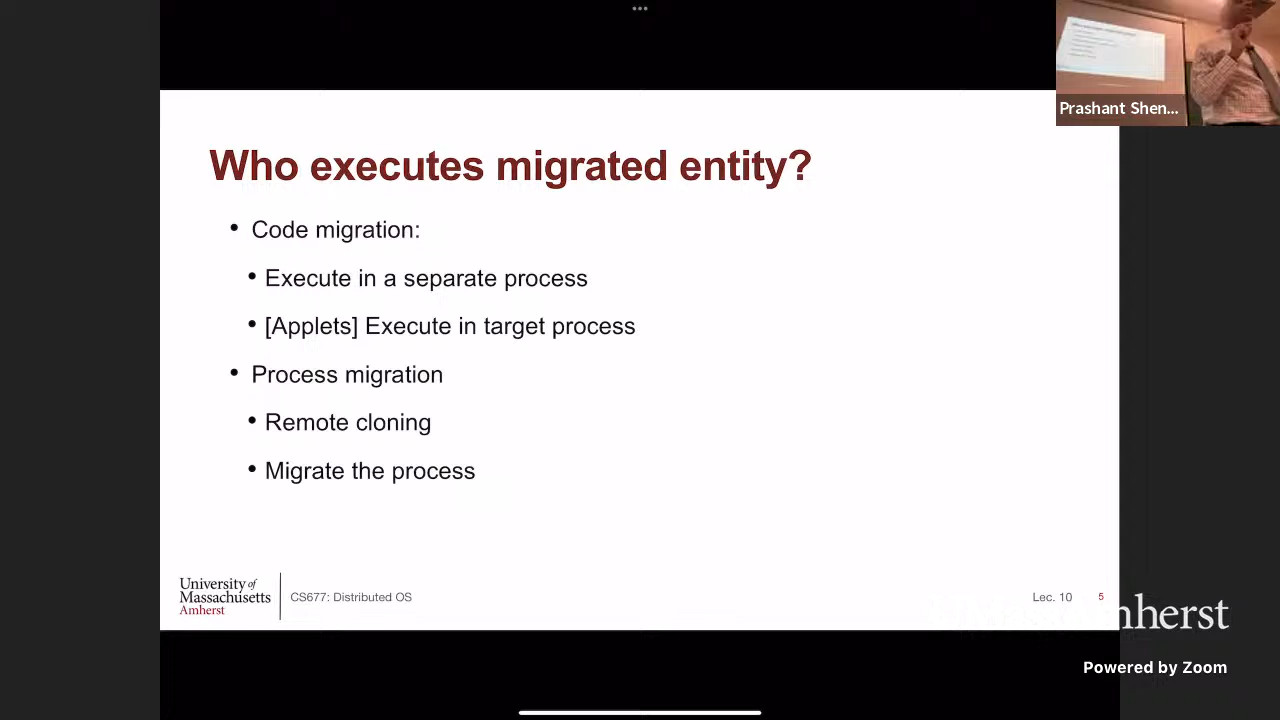 Prashant Shen...
Who executes migrated entity?
• Code migration:
• Execute in a separate process
• [Applets] Execute in target process
• Process migration
• Remote cloning
• Migrate the process
University of
Massachusetts
Amherst
CS677: Distributed OS
Lec. 10
5
Powered by Zoom